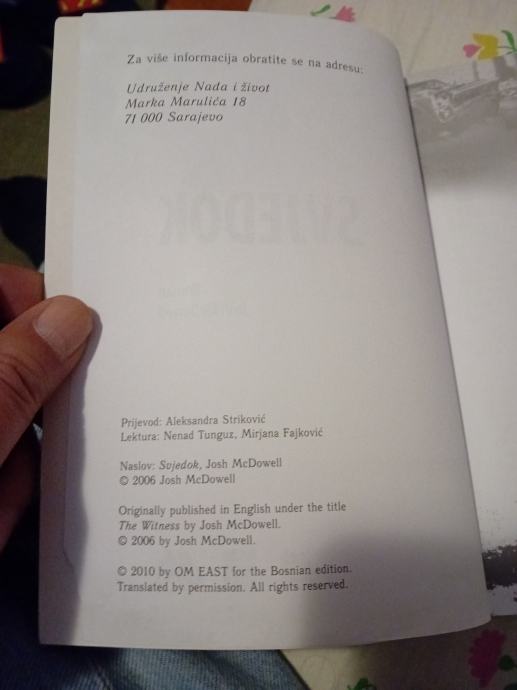 Za više informacija obratite se na adresu:
Udruženje Nada i život
Marka Marulića 18
71 000 Sarajevo
SVJEDOK
Prijevod: Aleksandra Striković
Lektura: Nenad Tunguz, Mirjana Fajković
Naslov: Svjedok, Josh McDowell
© 2006 Josh McDowell
Originally published in English under the title
The Witness by Josh McDowell.
© 2006 by Josh McDowell.
© 2010 by OM EAST for the Bosnian edition.
Translated by permission. All rights reserved.